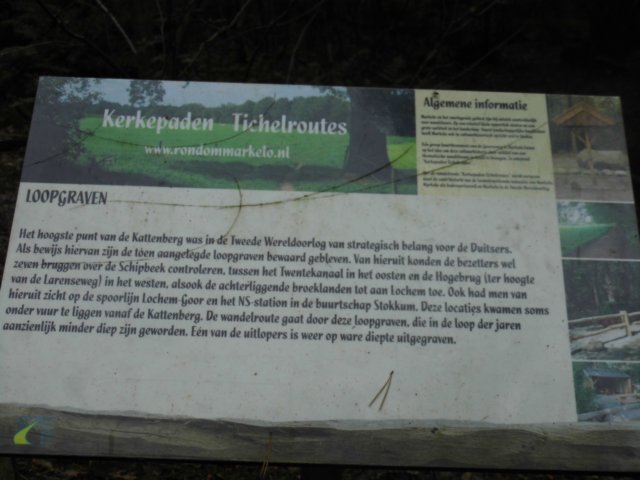 Kerkepaden - Tichelroutes
www.rondommarkelo.nl
Algemene informatie
LOOPGRAVEN
Het hoogste punt van de Kattenberg was in de Tweede Wereldoorlog van strategisch belang voor de Duitsers.
Als bewijs hiervan zijn de toen aangelegde loopgraven bewaard gebleven. Van hieruit konden de bezetters wel
zeven bruggen over de Schipbeek controleren, tussen het Twentekanaal in het oosten en de Hogebrug (ter hoogte
van de Larenseweg) in het westen, alsook de achterliggende broeklanden tot aan Lochem toe. Ook had men van
hieruit zicht op de spoorlijn Lochem-Goor en het NS-station in de buurtschap Stokkum. Deze locaties kwamen soms
onder vuur te liggen vanaf de Kattenberg. De wandelroute gaat door deze loopgraven, die in de loop der jaren
aanzienlijk minder diep zijn geworden. Eén van de uitlopers is weer op ware diepte uitgegraven.